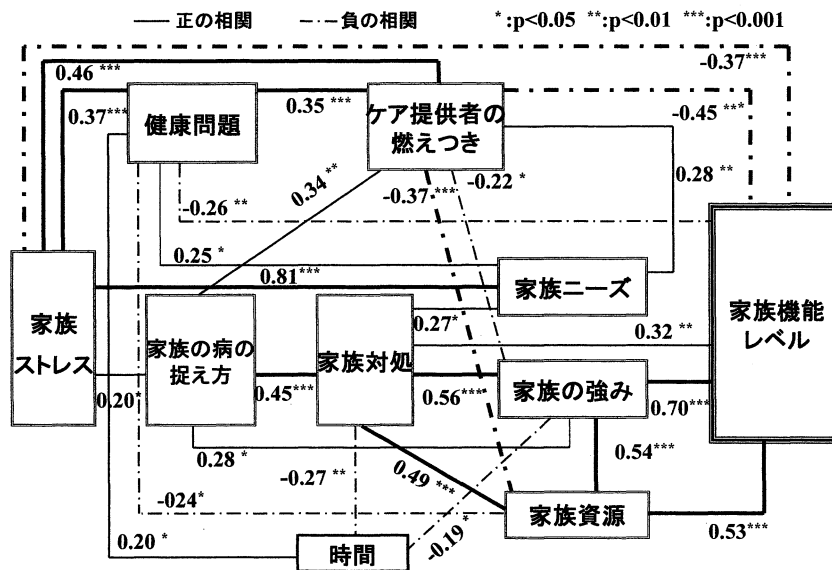 正の相関 負の相関 *:p<0.05 **:p<0.01 ***:p<0.001
-0.37***
0.46 ***
0.37***
健康問題
0.35 ***
ケア提供者の
燃えつき
-0.45 ***
0.34 **
-0.37 ***
-0.22 *
0.28 **
-0.26 **
0.25 *
0.81 ***
家族ニーズ
家族
ストレス
家族の病の
捉え方
家族対処
0.27*
0.32 **
家族機能
レベル
0.20*
0.45***
0.56***
家族の強み
0.70***
0.28 *
-0.27 **
0.49 ***
0.54***
-024*
家族資源
0.53***
0.20 *
時間
-0.19 *